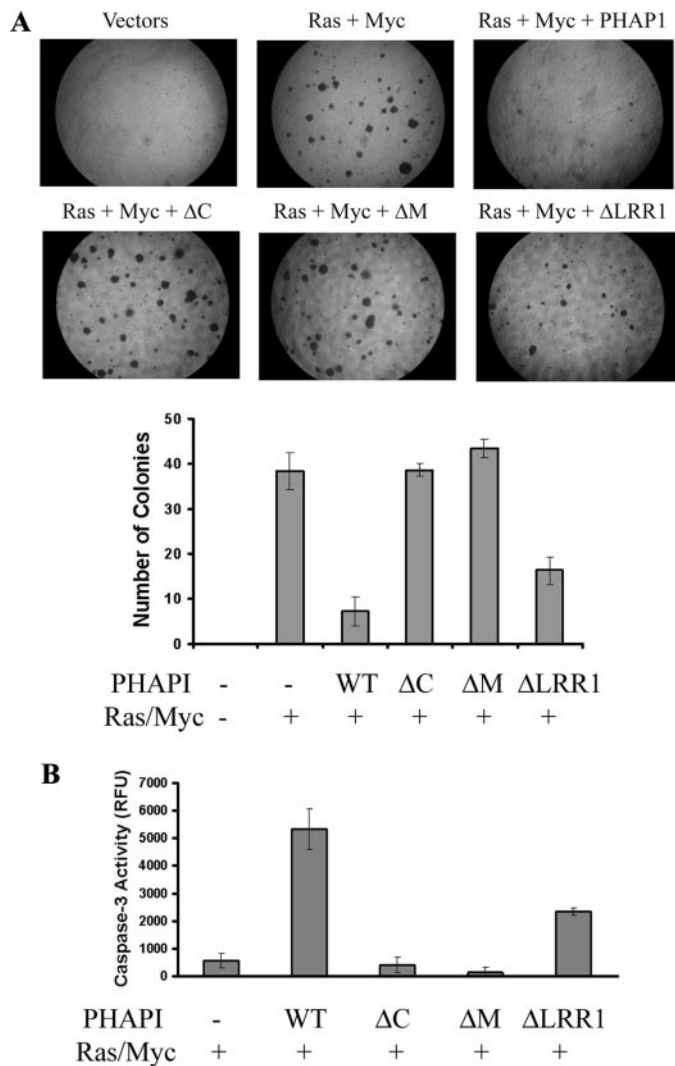 A
Vectors
Ras + Myc
Ras + Myc + PHAP1
Ras + Myc + ΔC
Ras + Myc + ΔM
Ras + Myc + ΔLRR1
Number of Colonies
50
40
30
20
10
0
PHAPI - - WT ΔC ΔM ΔLRR1
Ras/Myc - + + + + +
B
Caspase-3 Activity (RFU)
7000
6000
5000
4000
3000
2000
1000
0
PHAPI - WT ΔC ΔM ΔLRR1
Ras/Myc + + + + +